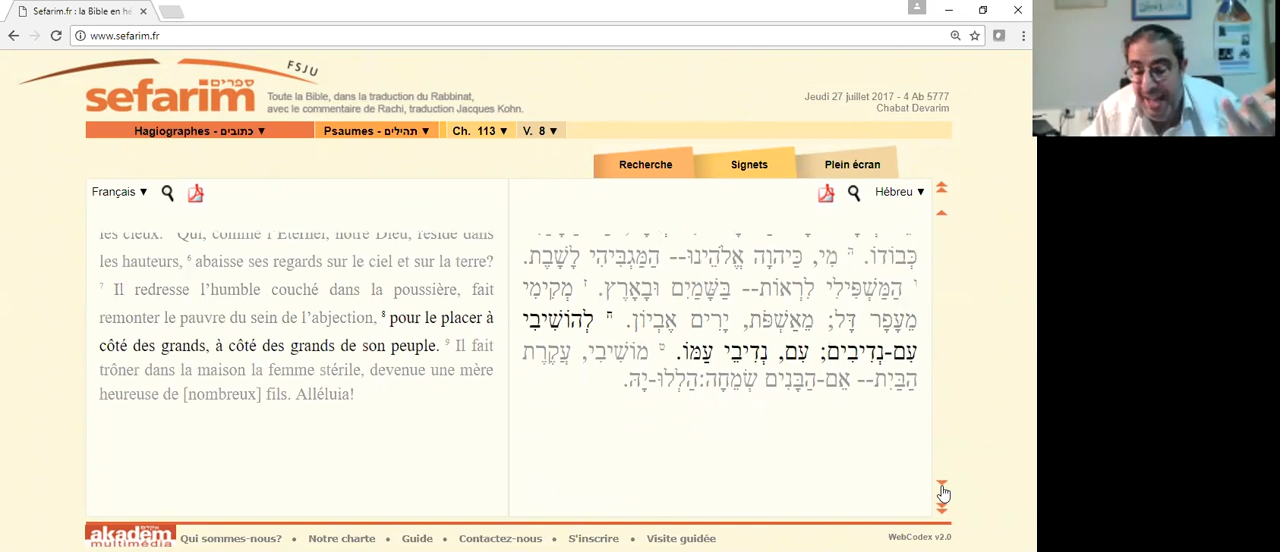 Sefarim.fr : la Bible en hé
www.sefarim.fr
FSJU
ספרים
sefarim
Toute la Bible, dans la traduction du Rabbinat,
avec le commentaire de Rachi, traduction Jacques Kohn.
Jeudi 27 juillet 2017 - 4 Ab 5777
Chabat Devarim
Hagiographes - כתובים ▼ Psaumes - תהילים ▼ Ch. 113 ▼ V. 8 ▼
Recherche Signets Plein écran
Français ▼
Hébreu ▼
les cieux. Qui, comme l'Eternel, notre Dieu, réside dans
les hauteurs, 6 abaisse ses regards sur le ciel et sur la terre?
7 Il redresse l'humble couché dans la poussière, fait
remonter le pauvre du sein de l'abjection, 8 pour le placer à
côté des grands, à côté des grands de son peuple. 9 Il fait
trôner dans la maison la femme stérile, devenue une mère
heureuse de [nombreux] fils. Alléluia!
כְּבוֹדוֹ. ה מִי, כַּיהוָה אֱלֹהֵינוּ-- הַמַּגְבִּיהִי לָשָׁבֶת.
ו הַמַּשְׁפִּילִי לִרְאוֹת-- בַּשָּׁמַיִם וּבָאָרֶץ. ז מְקִימִי
מֵעָפָר דָּל; מֵאַשְׁפֹּת, יָרִים אֶבְיוֹן. ח לְהוֹשִׁיבִי
עִם-נְדִיבִים; עִם, נְדִיבֵי עַמּוֹ. ט מוֹשִׁיבִי, עֲקֶרֶת
הַבַּיִת-- אֵם-הַבָּנִים שְׂמֵחָה:הַלְלוּ-יָהּ.
akadem
multimédia
Qui sommes-nous? • Notre charte • Guide • Contactez-nous • S'inscrire • Visite guidée
WebCodex v2.0